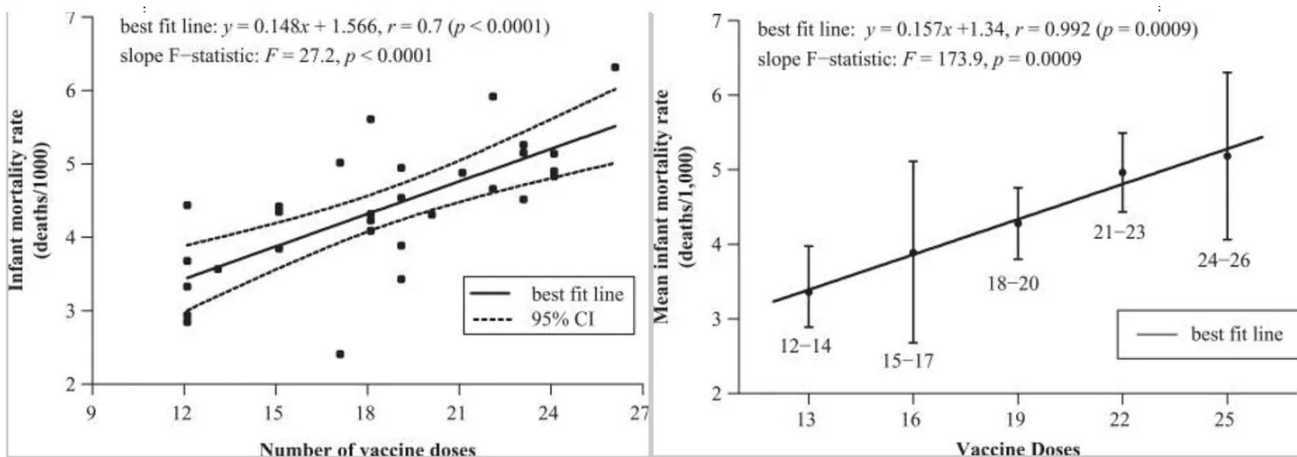 best fit line: y = 0.148x + 1.566, r = 0.7 (p < 0.0001)
slope F−statistic: F = 27.2, p < 0.0001
7
6
5
4
3
2
Infant mortality rate
(deaths/1000)
best fit line
95% CI
9
12
15
18
21
24
27
Number of vaccine doses
best fit line: y = 0.157x +1.34, r = 0.992 (p = 0.0009)
slope F−statistic: F = 173.9, p = 0.0009
7
6
5
4
3
2
Mean infant mortality rate
(deaths/1,000)
12−14
15−17
18−20
21−23
24−26
best fit line
13
16
19
22
25
Vaccine Doses